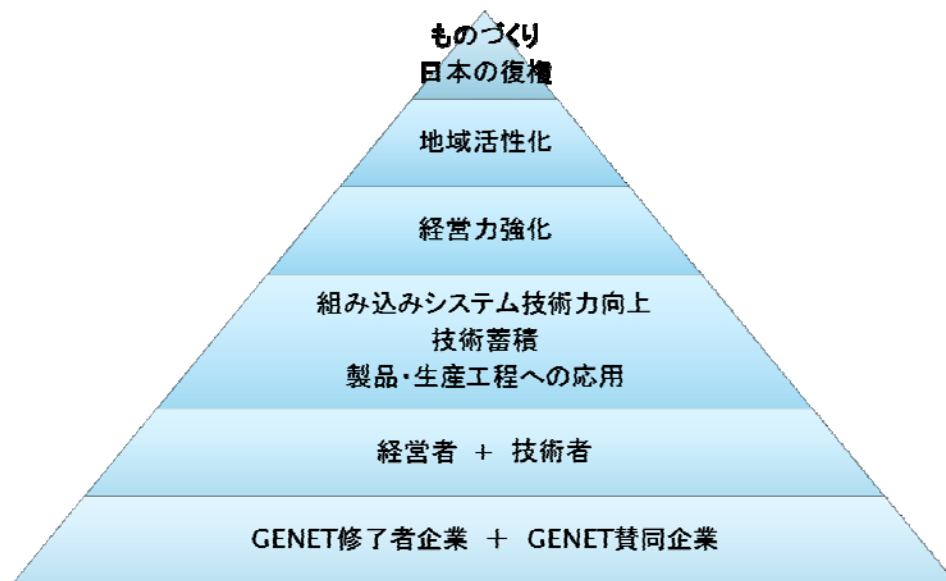 ものづくり
日本の復権
地域活性化
経営力強化
組み込みシステム技術力向上
技術蓄積
製品・生産工程への応用
経営者 ＋ 技術者
GENET修了者企業 ＋ GENET賛同企業